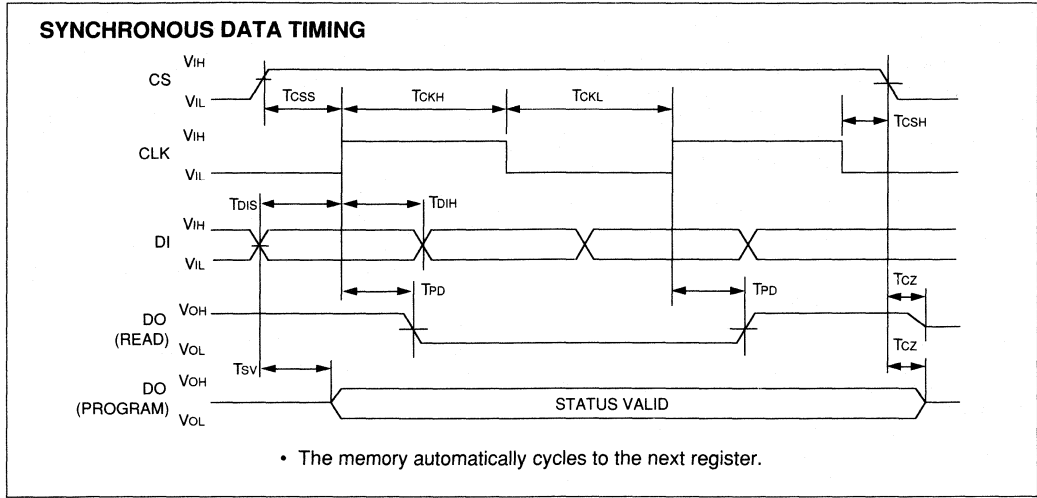 SYNCHRONOUS DATA TIMING
VIH
CS
VIL
TCSS
TCKH
TCKL
TCSH
VIH
CLK
VIL
TDIS
TDIH
VIH
DI
VIL
TPD
TPD
TCZ
VOH
DO
(READ)
VOL
TSV
TCZ
VOH
DO
(PROGRAM)
VOL
STATUS VALID
• The memory automatically cycles to the next register.